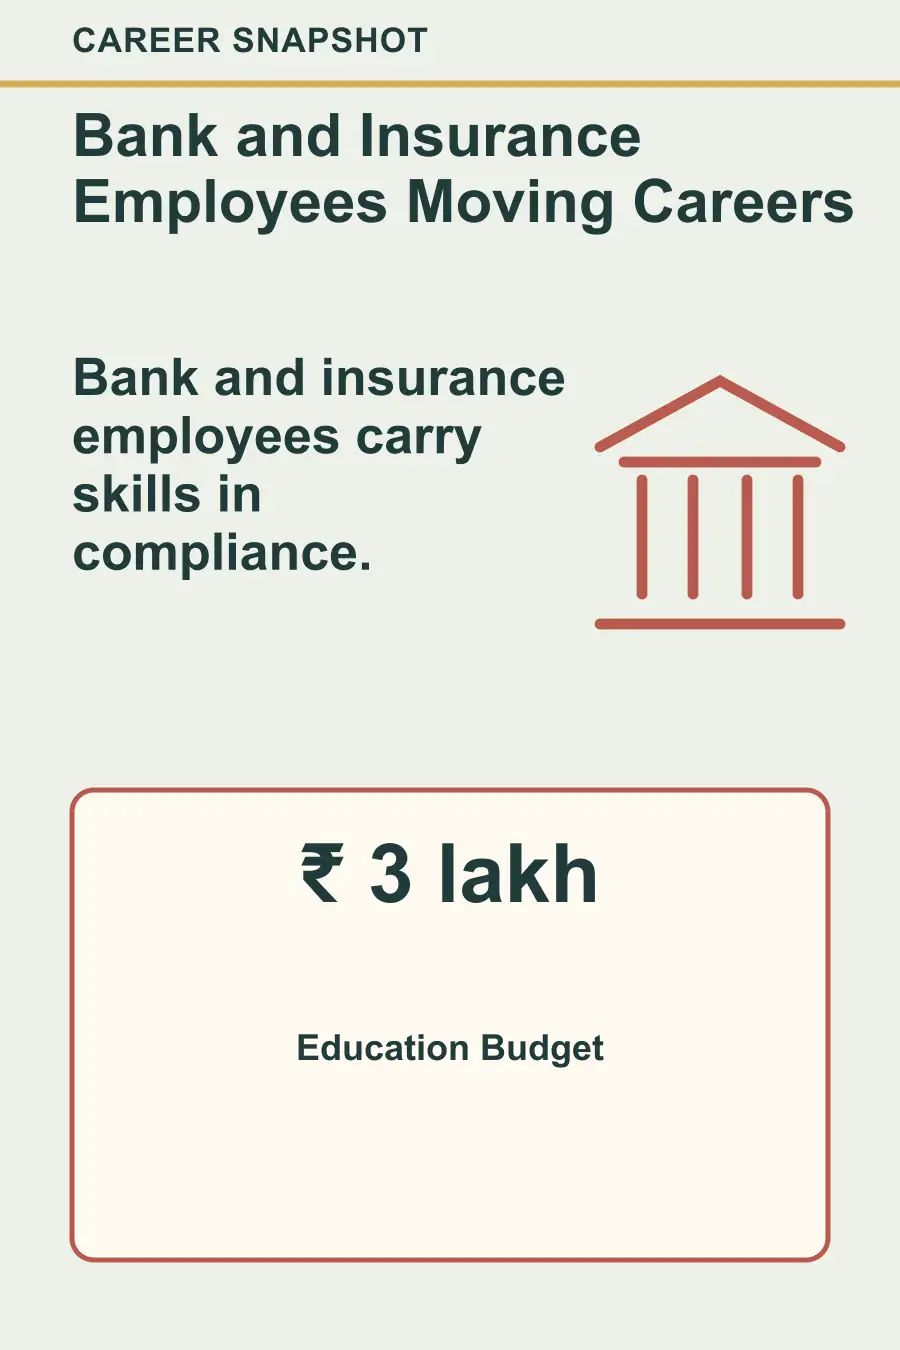 CAREER SNAPSHOT
Bank and Insurance
Employees Moving Careers
Bank and insurance
employees carry
skills in
compliance.
₹ 3 lakh
Education Budget